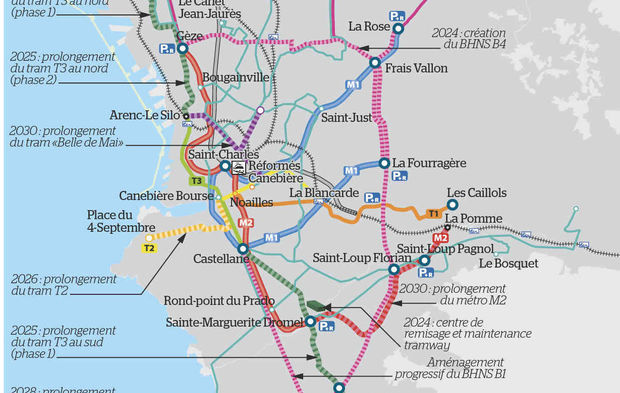 du tram T3 au nord
(phase 1)
Le Canet
Jean-Jaurès
Gèze
La Rose
P+R
P+R
2024 : création
du BHNS B4
2025 : prolongement
du tram T3 au nord
(phase 2)
Frais Vallon
Bougainville
M1
Arenc-Le Silo
Saint-Just
2030 : prolongement
du tram «Belle de Mai»
Saint-Charles
Réformés
Canebière
M1
La Fourragère
T3
La Blancarde
P+R
Les Caillols
Canebière Bourse
Noailles
T1
Place du
4-Septembre
M2
La Pomme
M2
T2
M1
Castellane
Saint-Loup Pagnol
Saint-Loup Florian
P+R
Le Bosquet
2026 : prolongement
du tram T2
2030 : prolongement
du métro M2
Rond-point du Prado
Sainte-Marguerite Dromel
P+R
2024 : centre de
remisage et maintenance
tramway
2025 : prolongement
du tram T3 au sud
(phase 1)
Aménagement
progressif du BHNS B1
2028 : prolongement